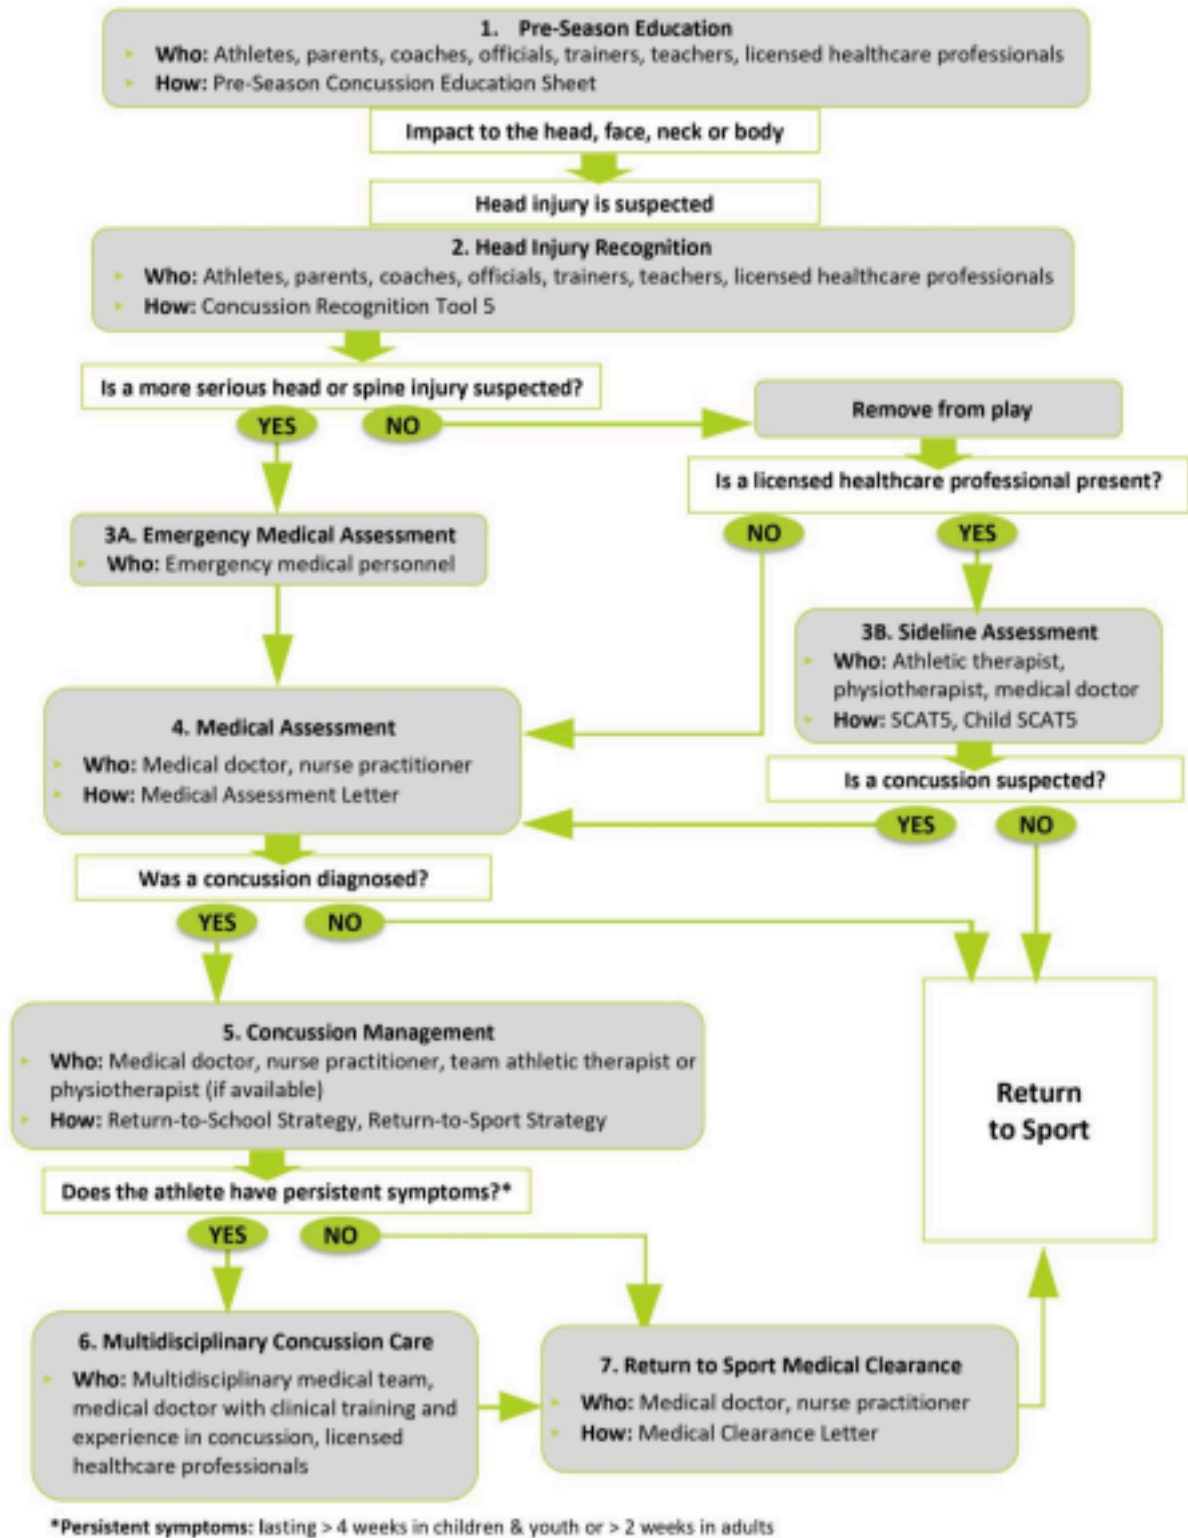 1. Pre-Season Education
▸ Who: Athletes, parents, coaches, officials, trainers, teachers, licensed healthcare professionals
▸ How: Pre-Season Concussion Education Sheet
Impact to the head, face, neck or body
Head injury is suspected
2. Head Injury Recognition
▸ Who: Athletes, parents, coaches, officials, trainers, teachers, licensed healthcare professionals
▸ How: Concussion Recognition Tool 5
Is a more serious head or spine injury suspected?
YES
NO
Remove from play
Is a licensed healthcare professional present?
NO
YES
3A. Emergency Medical Assessment
▸ Who: Emergency medical personnel
3B. Sideline Assessment
▸ Who: Athletic therapist,
physiotherapist, medical doctor
▸ How: SCAT5, Child SCAT5
Is a concussion suspected?
YES
NO
4. Medical Assessment
▸ Who: Medical doctor, nurse practitioner
▸ How: Medical Assessment Letter
Was a concussion diagnosed?
YES
NO
5. Concussion Management
▸ Who: Medical doctor, nurse practitioner, team athletic therapist or
physiotherapist (if available)
▸ How: Return-to-School Strategy, Return-to-Sport Strategy
Return
to Sport
Does the athlete have persistent symptoms?*
YES
NO
6. Multidisciplinary Concussion Care
▸ Who: Multidisciplinary medical team,
medical doctor with clinical training and
experience in concussion, licensed
healthcare professionals
7. Return to Sport Medical Clearance
▸ Who: Medical doctor, nurse practitioner
▸ How: Medical Clearance Letter
*Persistent symptoms: lasting > 4 weeks in children & youth or > 2 weeks in adults